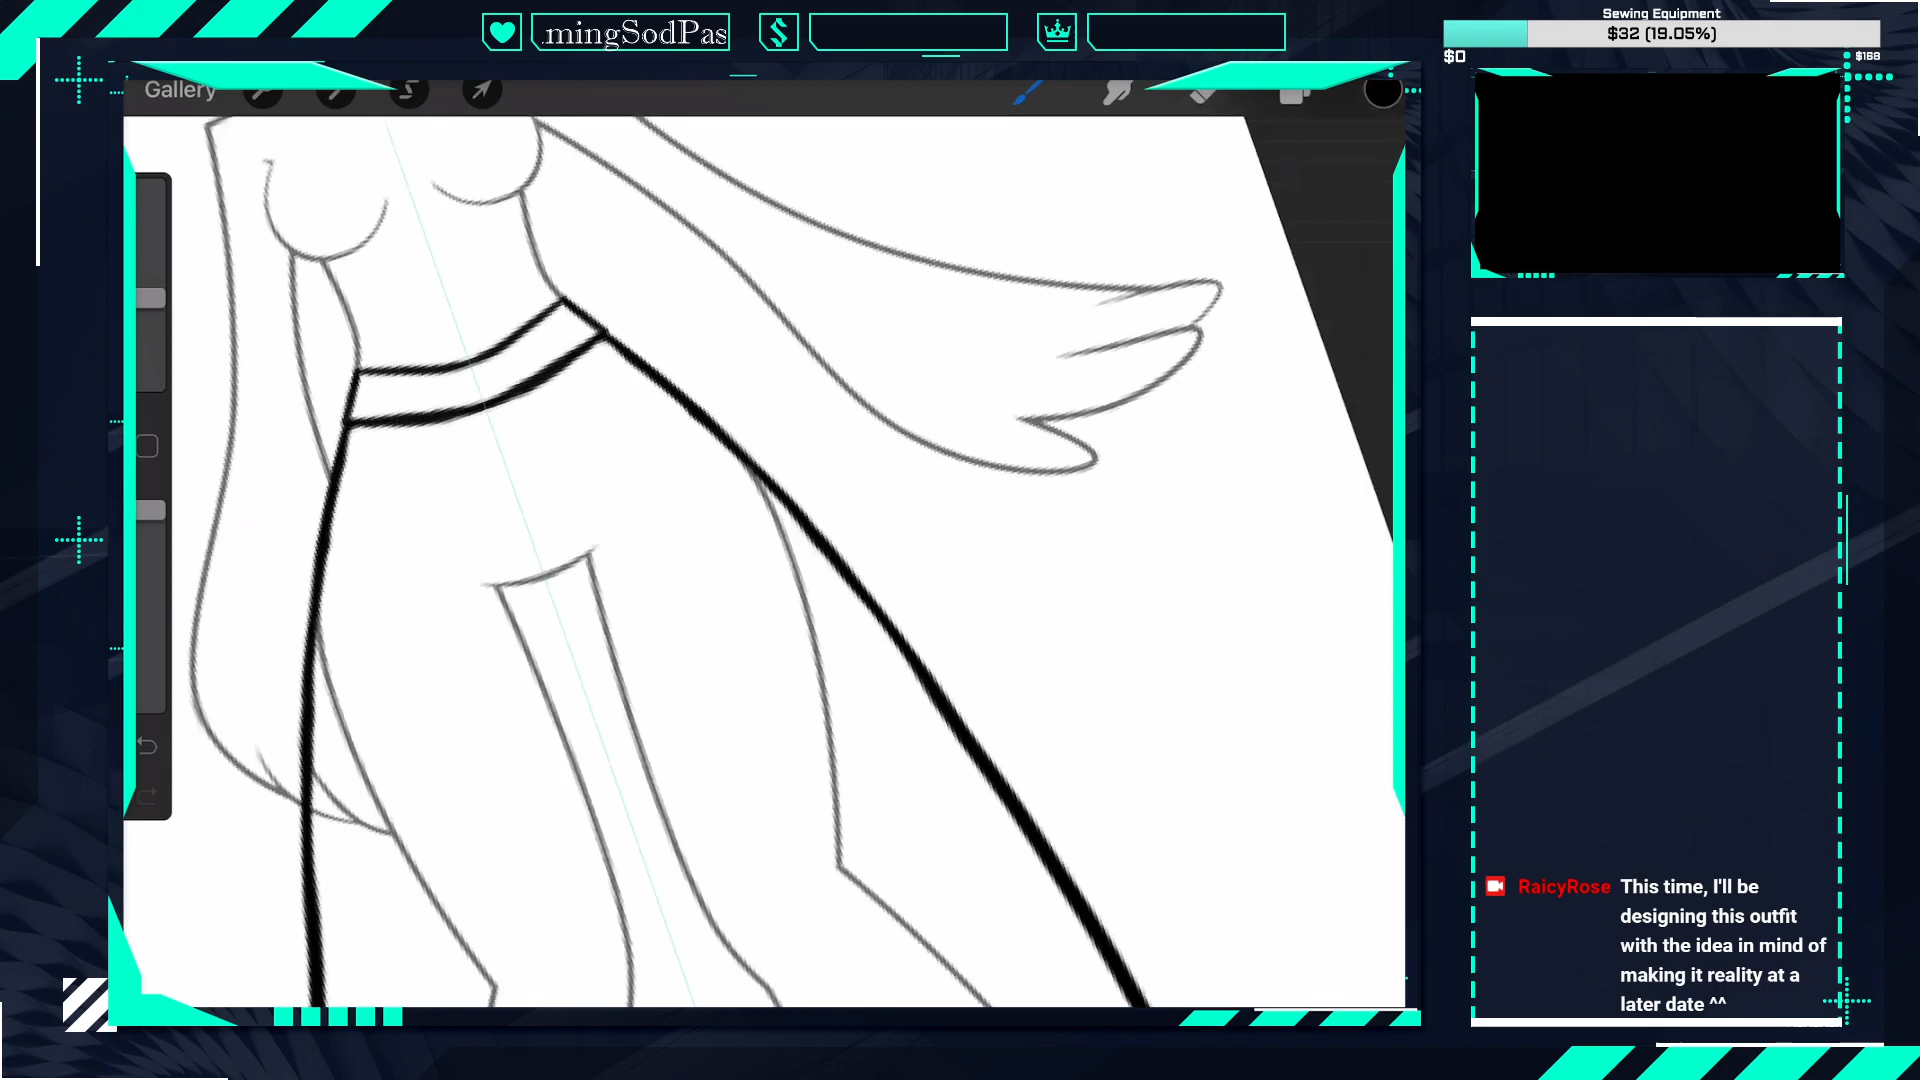 .mingSodPas
Sewing Equipment
$32 (19.05%)
$0
$168
Gallery
RaicyRose This time, I'll be
designing this outfit
with the idea in mind of
making it reality at a
later date ^^